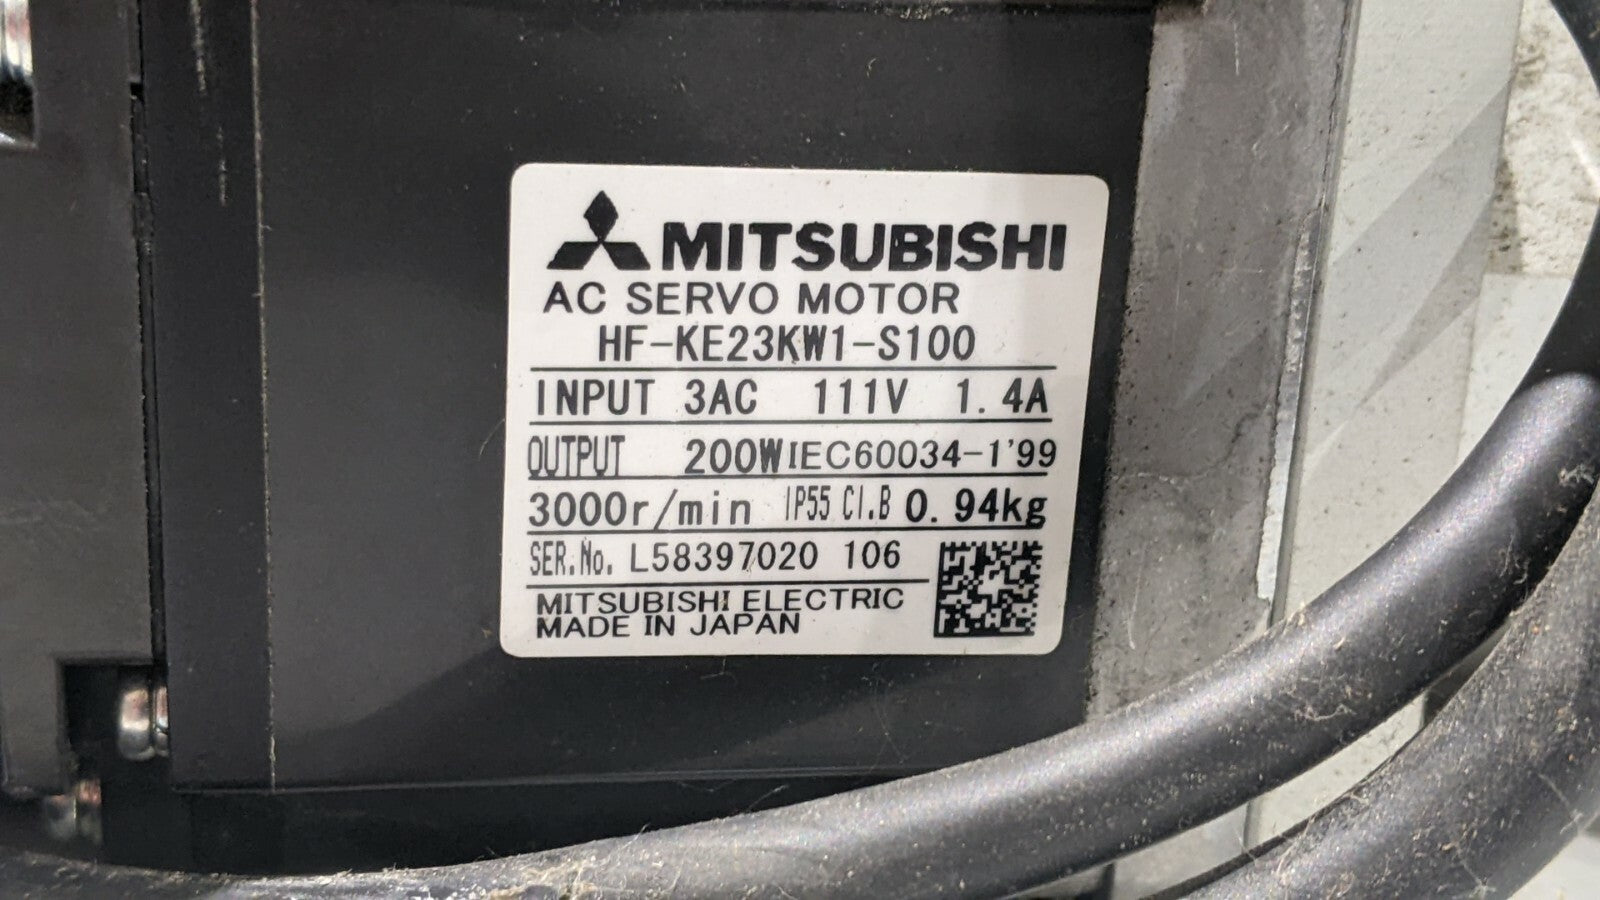 MITSUBISHI
AC SERVO MOTOR
HF-KE23KW1-S100
INPUT 3AC 111V 1.4A
OUTPUT 200W IEC60034-1'99
3000r/min IP55 CI.B 0.94kg
SER.No. L58397020 106
MITSUBISHI ELECTRIC
MADE IN JAPAN